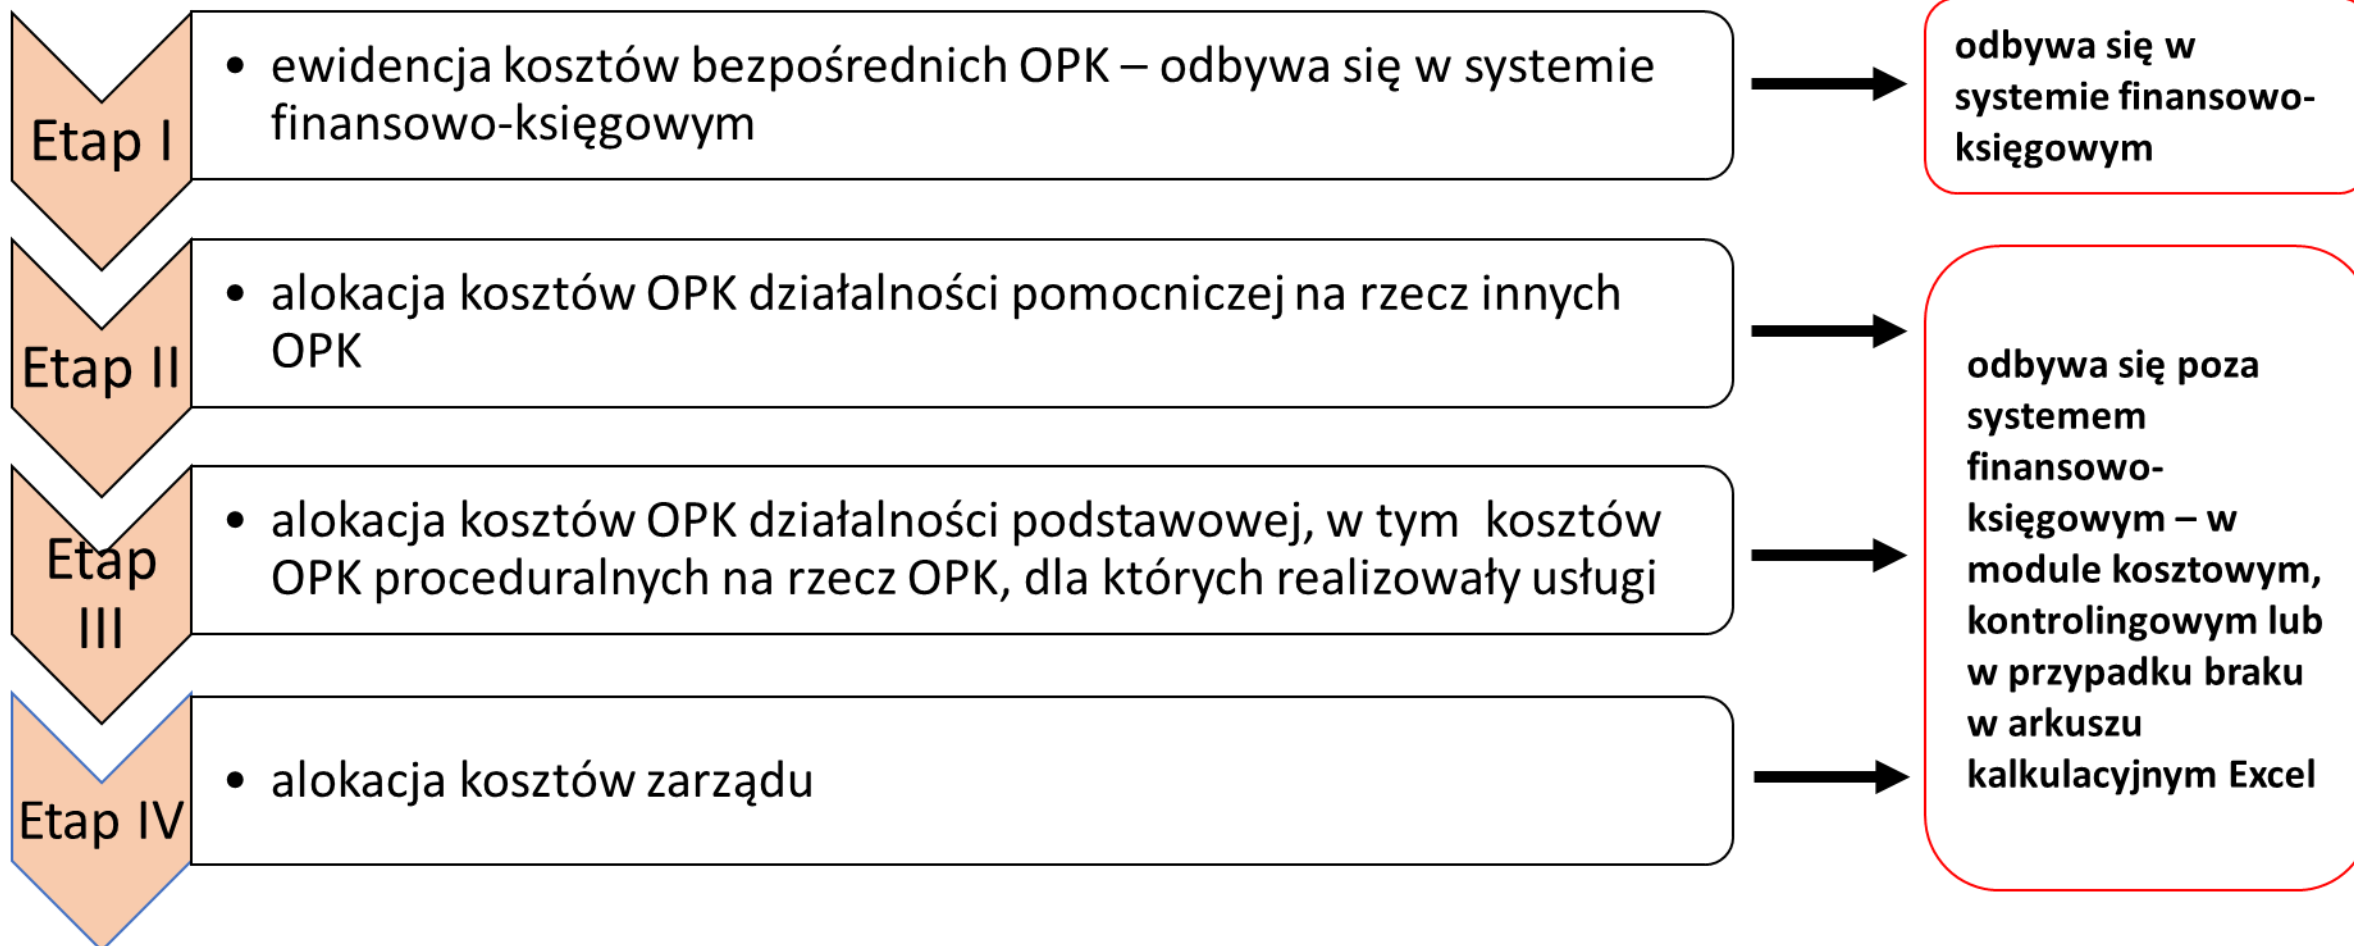 Etap I
• ewidencja kosztów bezpośrednich OPK – odbywa się w systemie
finansowo-księgowym
odbywa się w
systemie finansowo-
księgowym
Etap II
• alokacja kosztów OPK działalności pomocniczej na rzecz innych
OPK
Etap
III
• alokacja kosztów OPK działalności podstawowej, w tym  kosztów
OPK proceduralnych na rzecz OPK, dla których realizowały usługi
Etap IV
• alokacja kosztów zarządu
odbywa się poza
systemem
finansowo-
księgowym – w
module kosztowym,
kontrolingowym lub
w przypadku braku
w arkuszu
kalkulacyjnym Excel